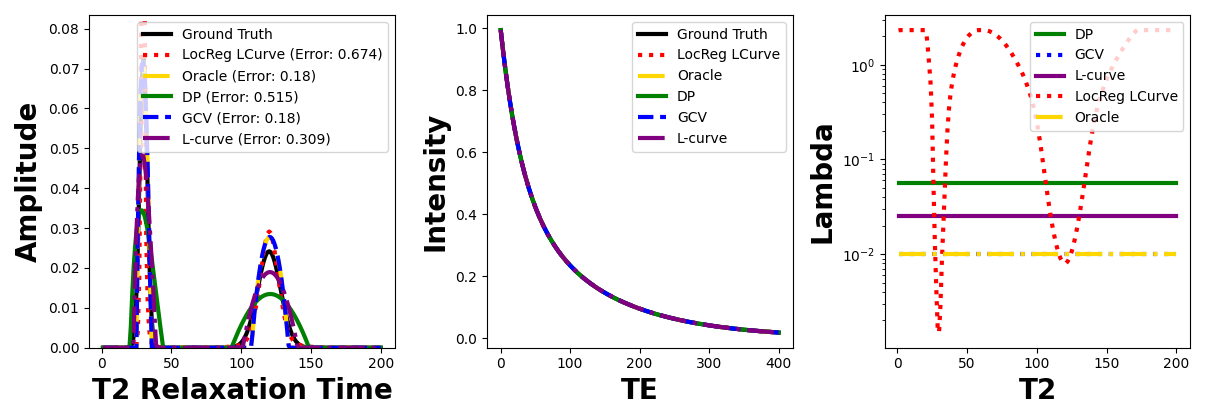 Amplitude
0.08
0.07
0.06
0.05
0.04
0.03
0.02
0.01
0.00
0 50 100 150 200
T2 Relaxation Time
Ground Truth
LocReg LCurve (Error: 0.674)
Oracle (Error: 0.18)
DP (Error: 0.515)
GCV (Error: 0.18)
L-curve (Error: 0.309)
Intensity
1.0
0.8
0.6
0.4
0.2
0.0
0 100 200 300 400
TE
Ground Truth
LocReg LCurve
Oracle
DP
GCV
L-curve
Lambda
10⁰
10⁻¹
10⁻²
0 50 100 150 200
T2
DP
GCV
L-curve
LocReg LCurve
Oracle